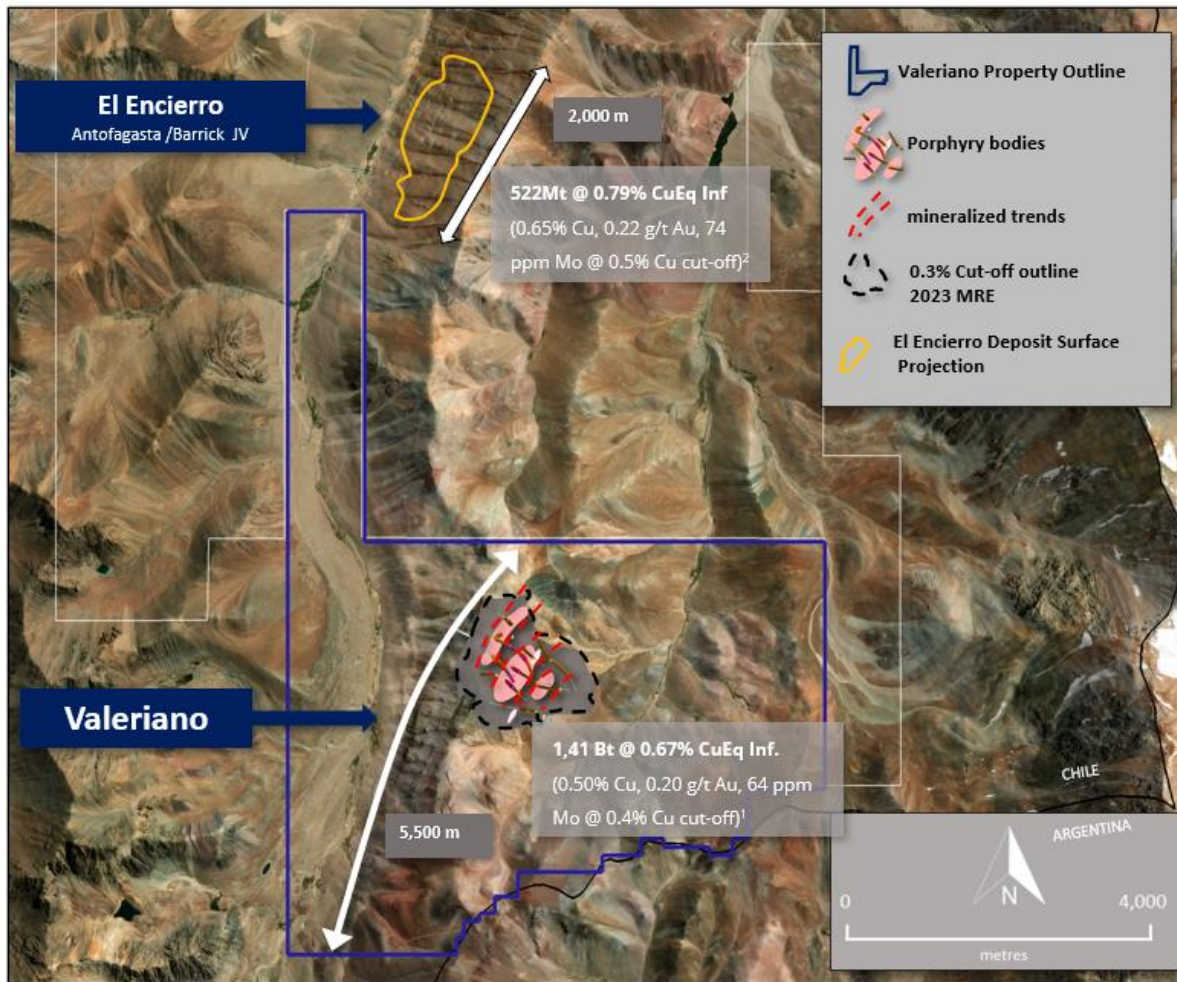 El Encierro
Antofagasta /Barrick JV
2,000 m
522Mt @ 0.79% CuEq Inf
(0.65% Cu, 0.22 g/t Au, 74
ppm Mo @ 0.5% Cu cut-off)²
Valeriano Property Outline
Porphyry bodies
mineralized trends
0.3% Cut-off outline
2023 MRE
El Encierro Deposit Surface
Projection
Valeriano
1,41 Bt @ 0.67% CuEq Inf.
(0.50% Cu, 0.20 g/t Au, 64 ppm
Mo @ 0.4% Cu cut-off)¹
5,500 m
CHILE
ARGENTINA
N
0
4,000
metres